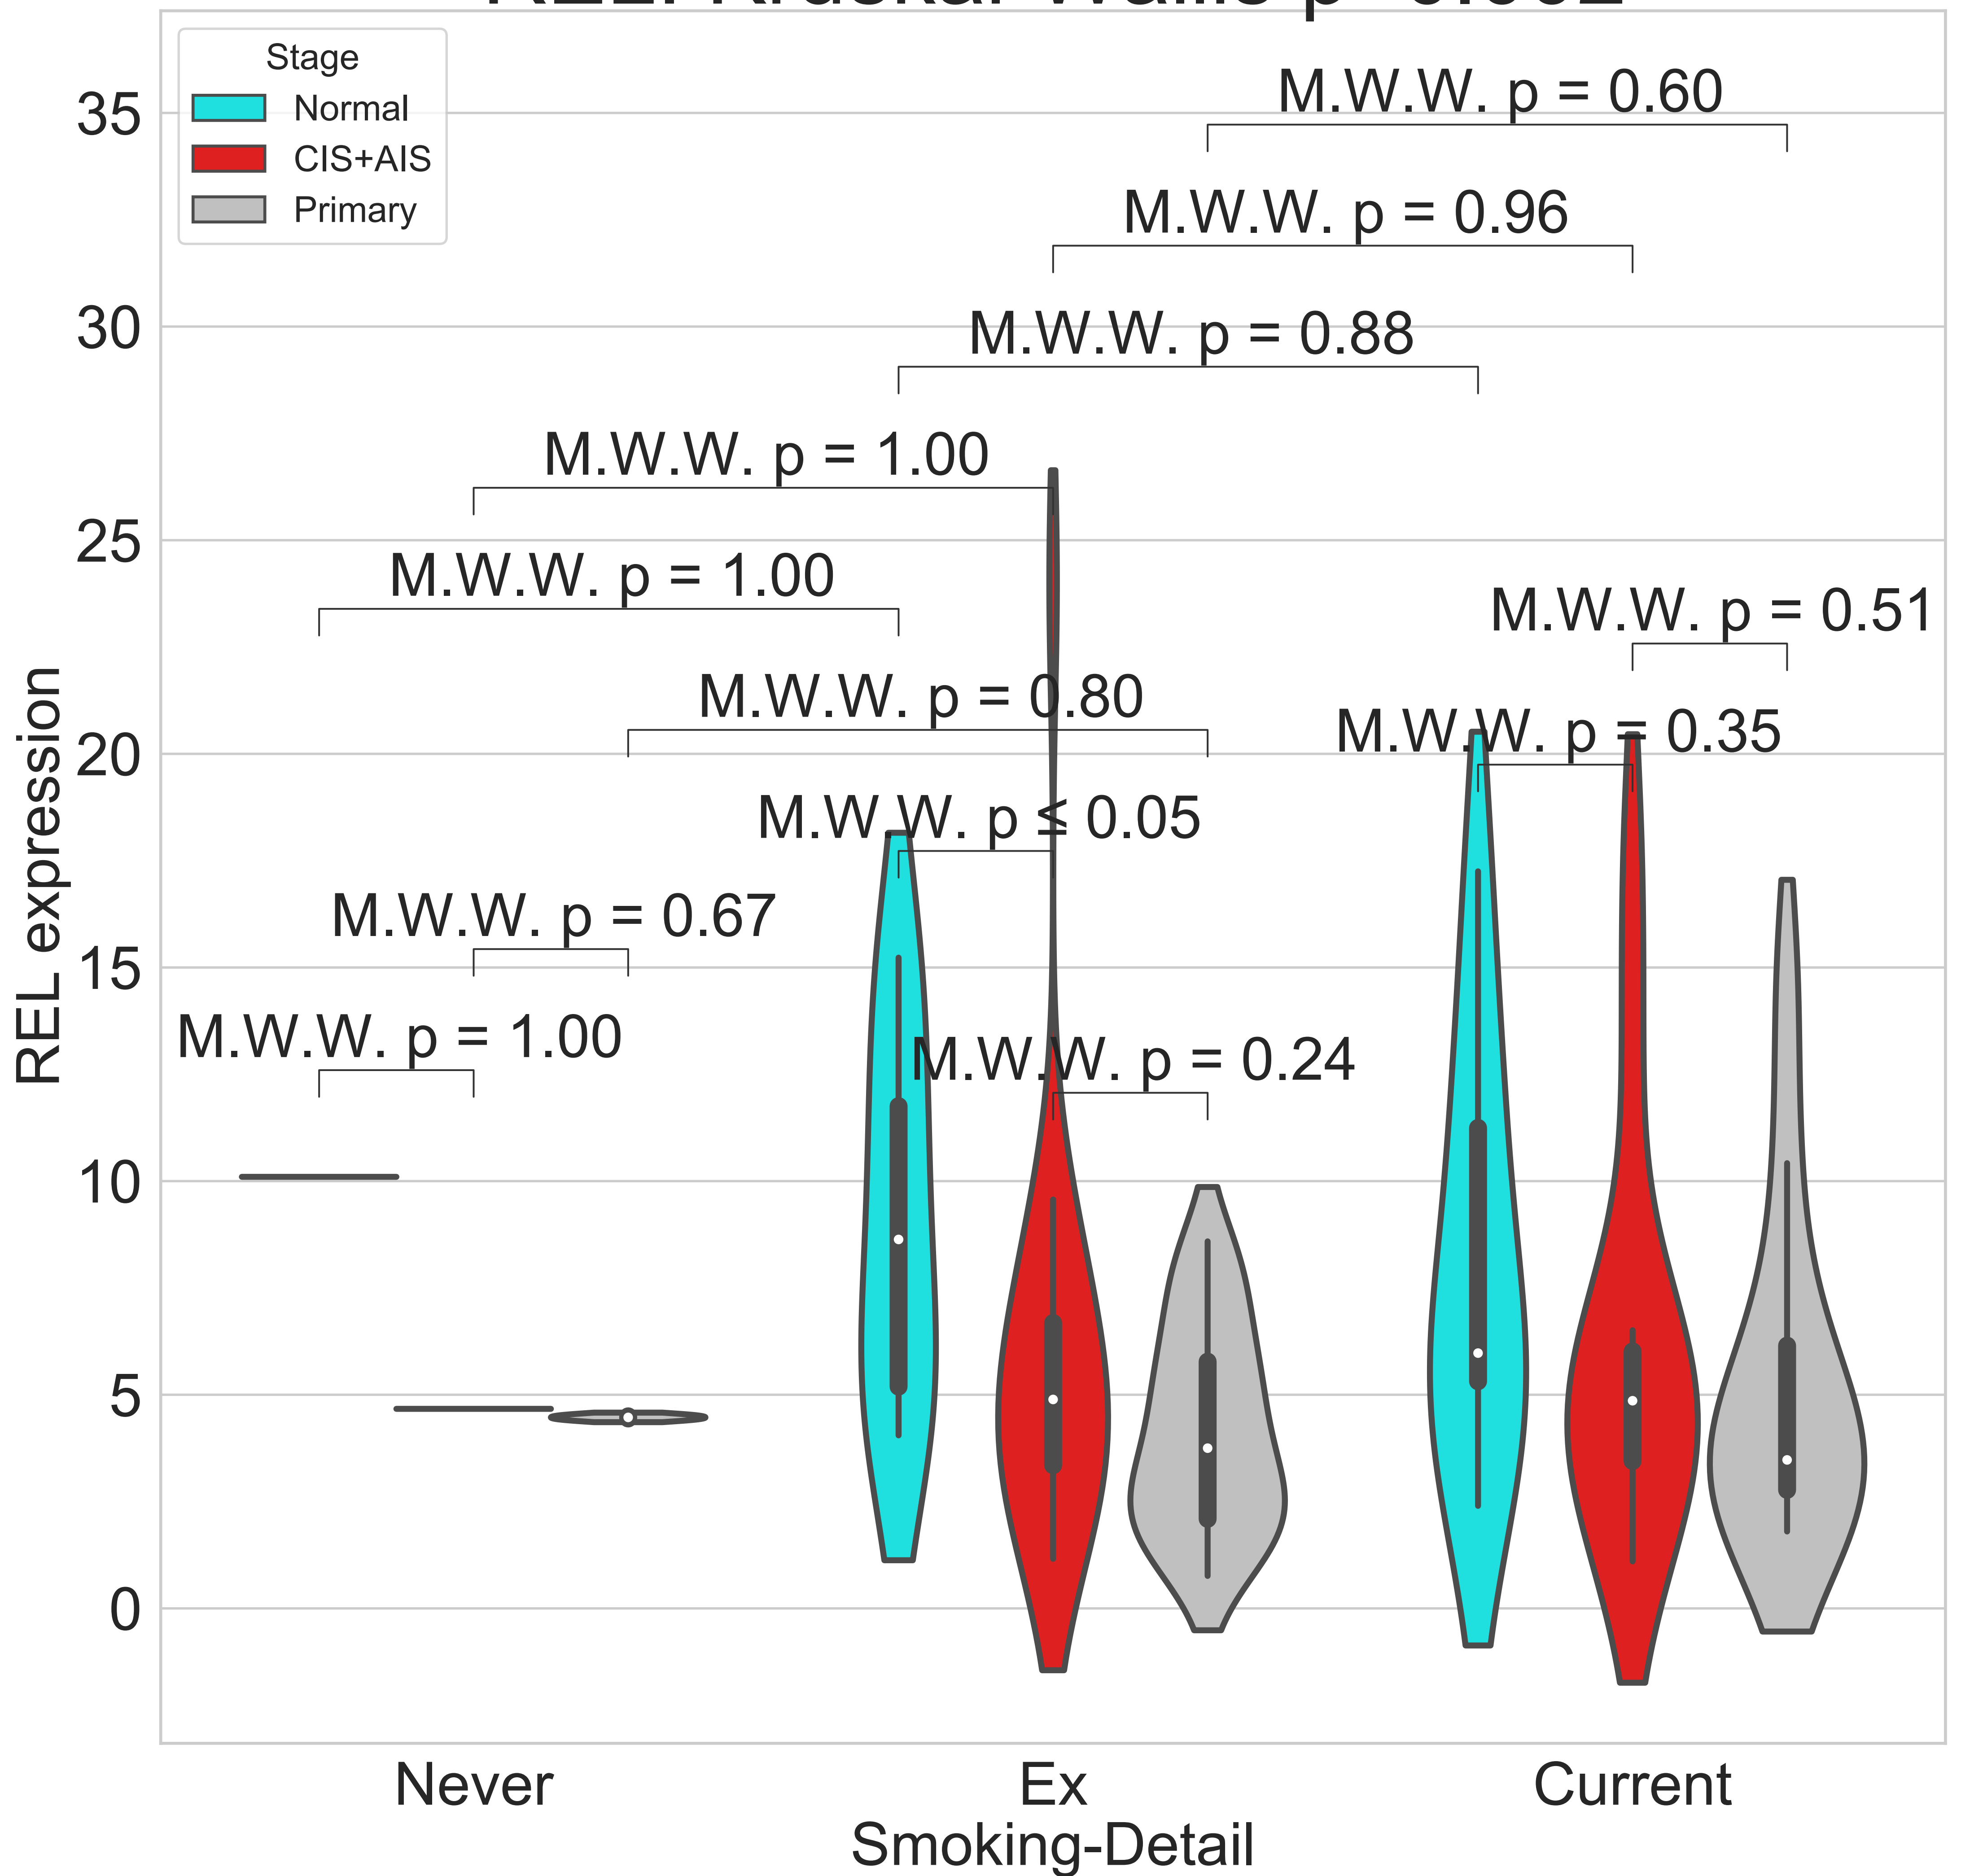 Stage
Normal
CIS+AIS
Primary
M.W.W. p = 0.60
M.W.W. p = 0.96
M.W.W. p = 0.88
M.W.W. p = 1.00
M.W.W. p = 1.00
M.W.W. p = 0.51
M.W.W. p = 0.80
M.W.W. p = 0.35
M.W.W. p ≤ 0.05
M.W.W. p = 0.67
M.W.W. p = 1.00
M.W.W. p = 0.24
35
30
25
20
15
10
5
0
REL expression
Never
Ex
Current
Smoking-Detail